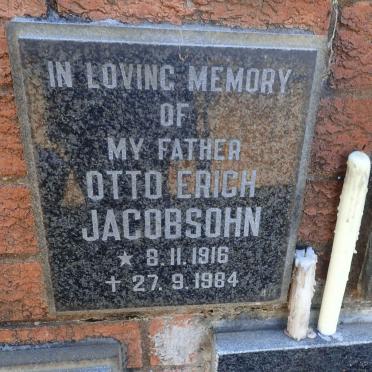 IN LOVING MEMORY
OF
MY FATHER
OTTO ERICH
JACOBSOHN
* 8.11.1916
+ 27.9.1984